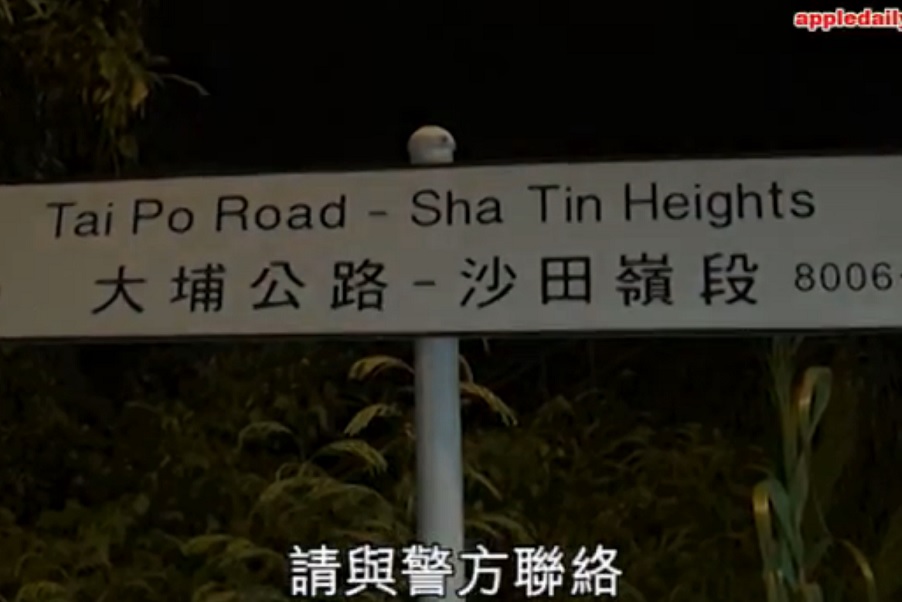 appledaily
Tai Po Road - Sha Tin Heights
大埔公路-沙田嶺段 8006
請與警方聯絡